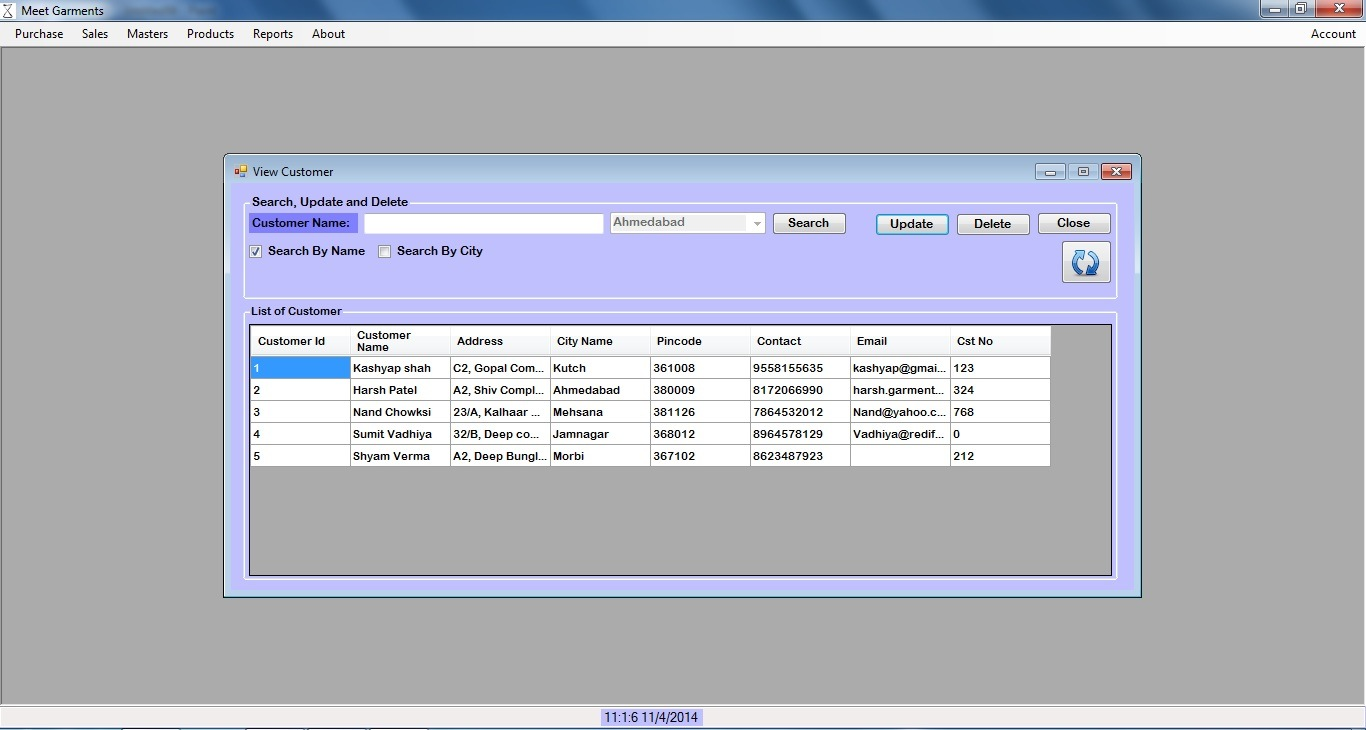 Meet Garments
Purchase Sales Masters Products Reports About Account
View Customer
Search, Update and Delete
Customer Name: Ahmedabad Search Update Delete Close
Search By Name Search By City
List of Customer
Customer Id Customer Name Address City Name Pincode Contact Email Cst No
1 Kashyap shah C2, Gopal Com... Kutch 361008 9558155635 kashyap@gmai... 123
2 Harsh Patel A2, Shiv Compl... Ahmedabad 380009 8172066990 harsh.garment... 324
3 Nand Chowksi 23/A, Kalhaar ... Mehsana 381126 7864532012 Nand@yahoo.c... 768
4 Sumit Vadhiya 32/B, Deep co... Jamnagar 368012 8964578129 Vadhiya@redif... 0
5 Shyam Verma A2, Deep Bungl... Morbi 367102 8623487923 212
11:1:6 11/4/2014